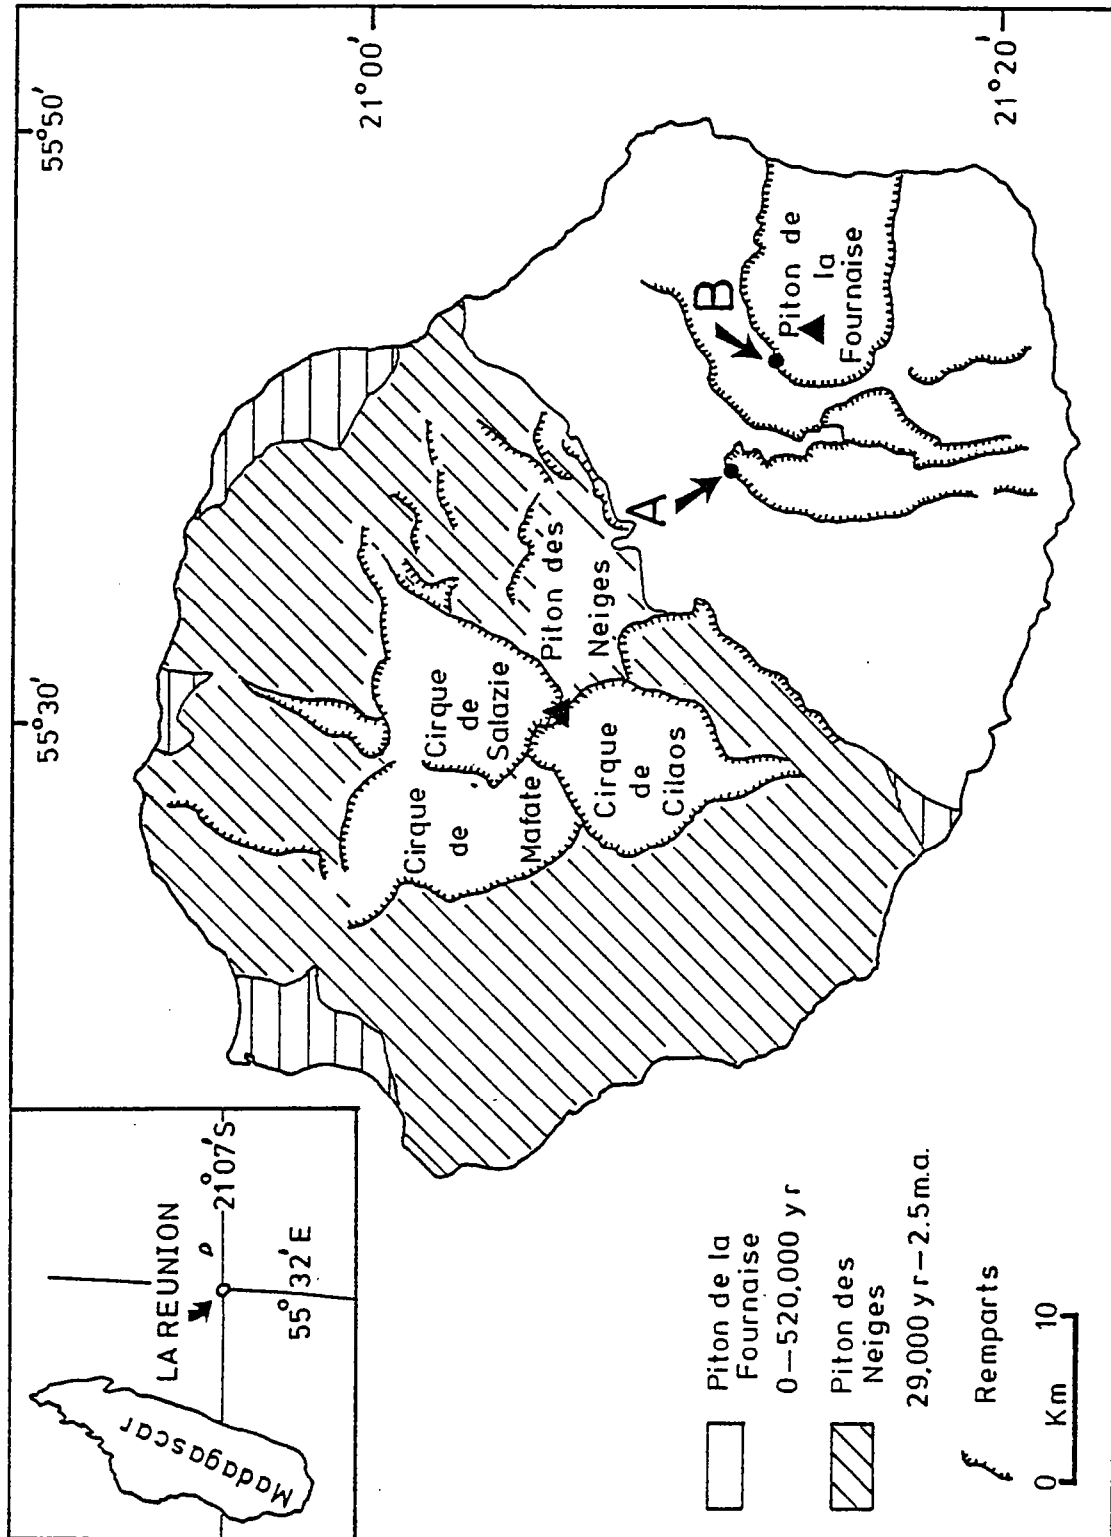 LA REUNION
Madagascar
21°07'S
55° 32'E
55°30'
55°50'
21°00'
21°20'
Cirque
de
Mafate
Cirque
de
Salazie
Cirque
de
Cilaos
Piton des
Neiges
A
B
Piton de
la
Fournaise
Piton de la
Fournaise
0–520,000 yr
Piton des
Neiges
29,000 yr–2.5m.a.
Remparts
0 Km 10